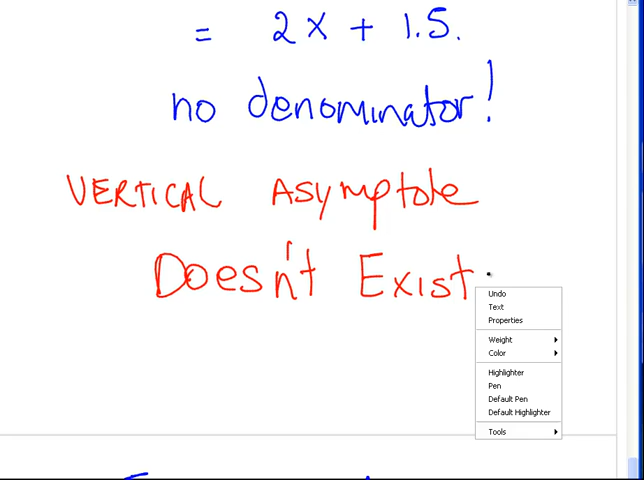 = 2x + 1.5.
no denominator!
VERTICAL Asymptote
Doesn't Exist
Undo
Text
Properties
Weight
Color
Highlighter
Pen
Default Pen
Default Highlighter
Tools